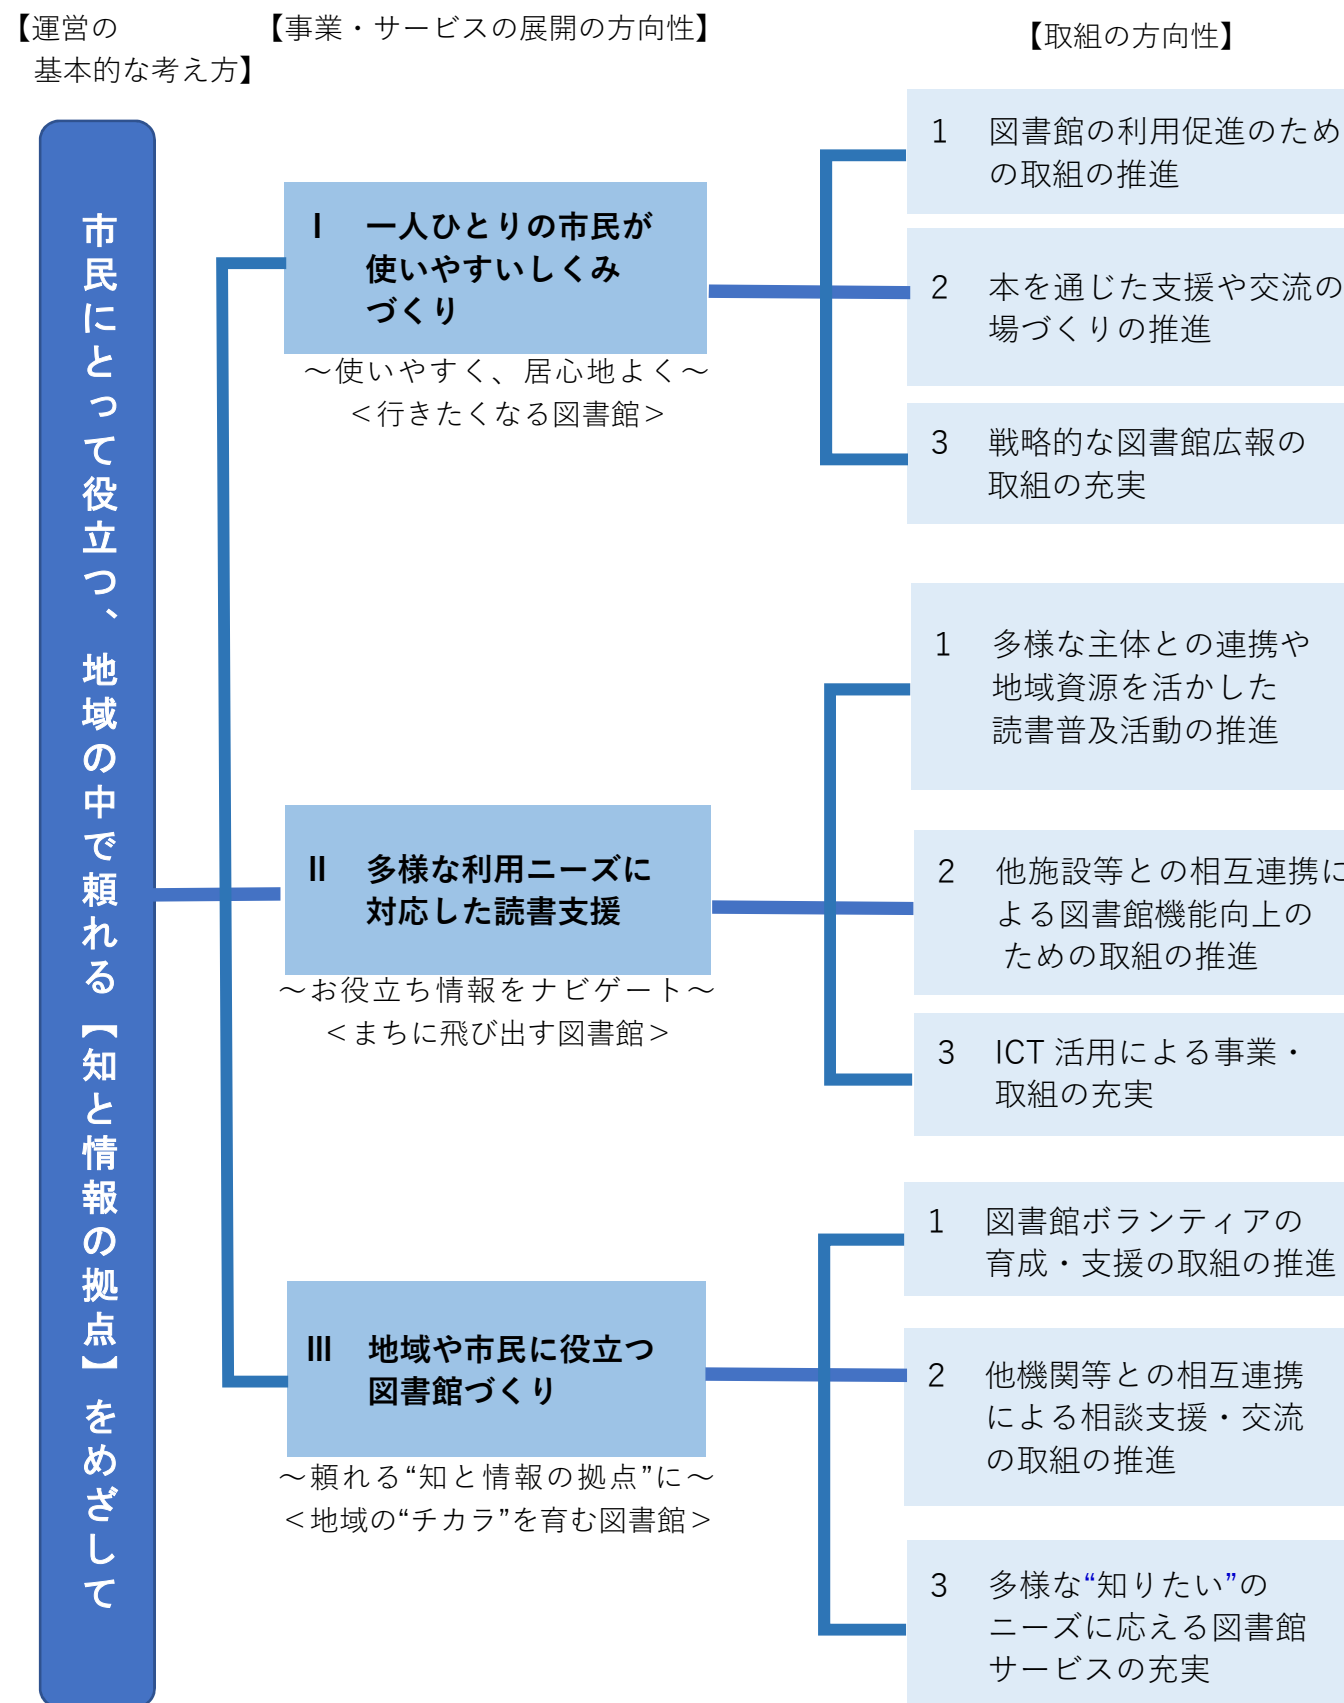 【運営の
基本的な考え方】
【事業・サービスの展開の方向性】
【取組の方向性】
市民にとって役立つ、地域の中で頼れる【知と情報の拠点】をめざして
Ⅰ 一人ひとりの市民が
使いやすいしくみ
づくり
～使いやすく、居心地よく～
＜行きたくなる図書館＞
1 図書館の利用促進のため
の取組の推進
2 本を通じた支援や交流の
場づくりの推進
3 戦略的な図書館広報の
取組の充実
Ⅱ 多様な利用ニーズに
対応した読書支援
～お役立ち情報をナビゲート～
＜まちに飛び出す図書館＞
1 多様な主体との連携や
地域資源を活かした
読書普及活動の推進
2 他施設等との相互連携に
よる図書館機能向上の
ための取組の推進
3 ICT 活用による事業・
取組の充実
Ⅲ 地域や市民に役立つ
図書館づくり
～頼れる“知と情報の拠点”に～
＜地域の“チカラ”を育む図書館＞
1 図書館ボランティアの
育成・支援の取組の推進
2 他機関等との相互連携
による相談支援・交流
の取組の推進
3 多様な“知りたい”の
ニーズに応える図書館
サービスの充実